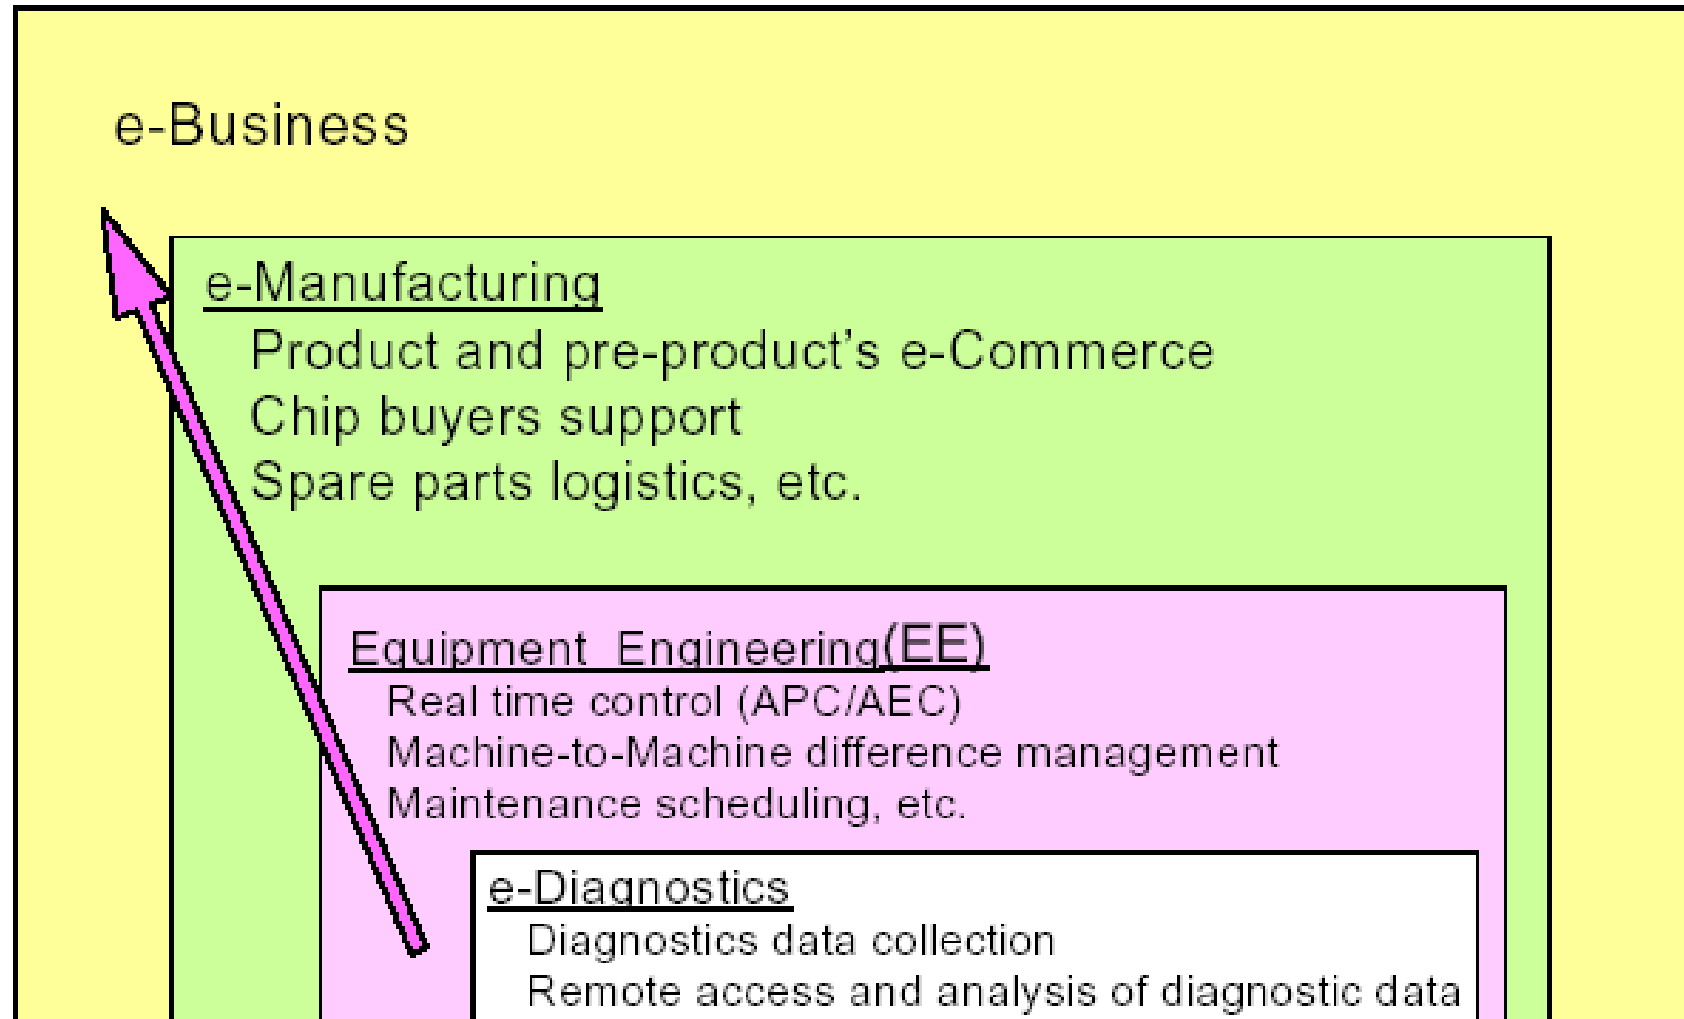 e-Business
e-Manufacturing
Product and pre-product's e-Commerce
Chip buyers support
Spare parts logistics, etc.
Equipment Engineering(EE)
Real time control (APC/AEC)
Machine-to-Machine difference management
Maintenance scheduling, etc.
e-Diagnostics
Diagnostics data collection
Remote access and analysis of diagnostic data